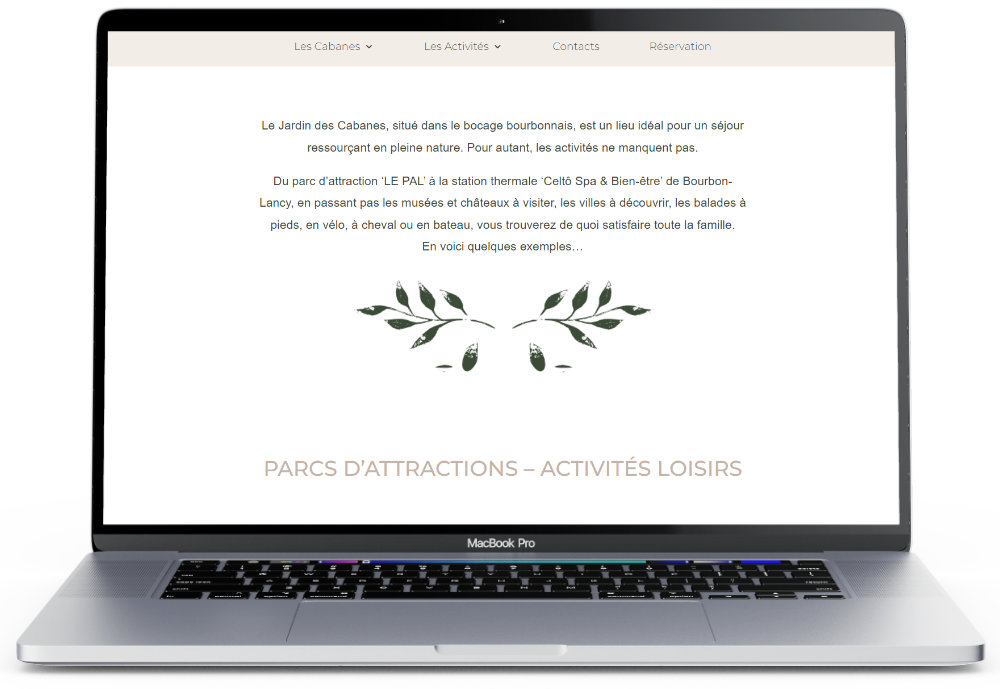 Les Cabanes Les Activités Contacts Réservation
Le Jardin des Cabanes, situé dans le bocage bourbonnais, est un lieu idéal pour un séjour
ressourçant en pleine nature. Pour autant, les activités ne manquent pas.
Du parc d’attraction ‘LE PAL’ à la station thermale ‘Celtô Spa & Bien-être’ de Bourbon-
Lancy, en passant pas les musées et châteaux à visiter, les villes à découvrir, les balades à
pieds, en vélo, à cheval ou en bateau, vous trouverez de quoi satisfaire toute la famille.
En voici quelques exemples…
PARCS D’ATTRACTIONS – ACTIVITÉS LOISIRS
MacBook Pro